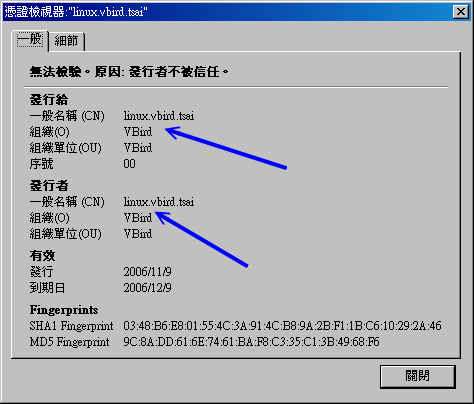 憑證檢視器:"linux.vbird.tsai"
一般 細節
無法檢驗。原因: 發行者不被信任。
發行給
一般名稱 (CN) linux.vbird.tsai
組織(O) VBird
組織單位(OU) VBird
序號 00
發行者
一般名稱 (CN) linux.vbird.tsai
組織(O) VBird
組織單位(OU) VBird
有效
發行 2006/11/9
到期日 2006/12/9
Fingerprints
SHA1 Fingerprint 03:48:B6:E8:01:55:4C:3A:91:4C:B8:9A:2B:F1:1B:C6:10:29:2A:46
MD5 Fingerprint 9C:8A:DD:61:6E:74:61:BA:F8:C3:35:C1:3B:49:68:F6
關閉